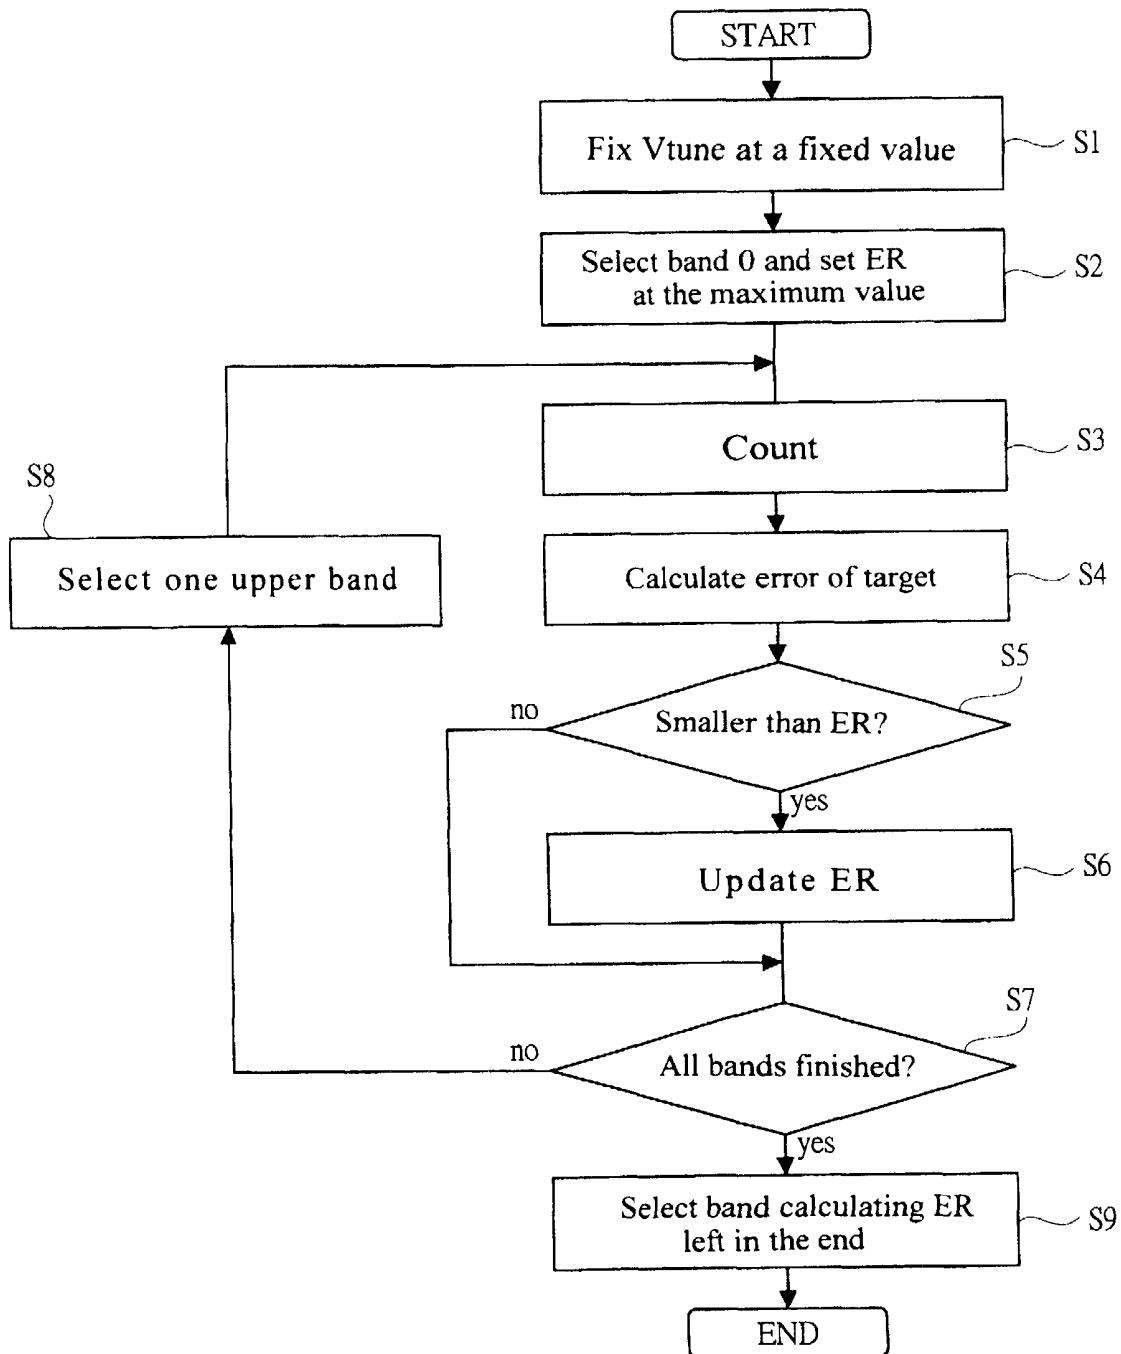 START
Fix Vtune at a fixed value
S1
Select band 0 and set ER
at the maximum value
S2
Count
S3
S8
Select one upper band
Calculate error of target
S4
S5
no
Smaller than ER?
yes
Update ER
S6
S7
no
All bands finished?
yes
Select band calculating ER
left in the end
S9
END